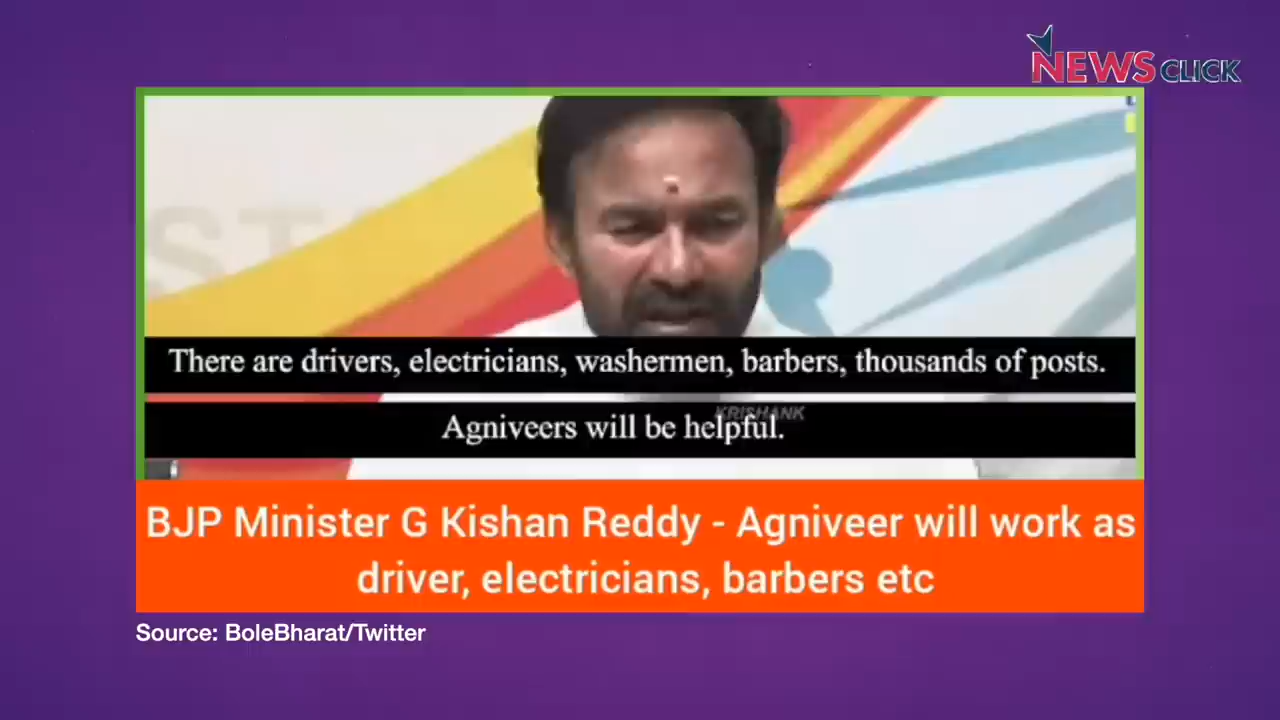 NEWSCLICK
ST
There are drivers, electricians, washermen, barbers, thousands of posts.
KRISHANK
Agniveers will be helpful.
BJP Minister G Kishan Reddy - Agniveer will work as
driver, electricians, barbers etc
Source: BoleBharat/Twitter